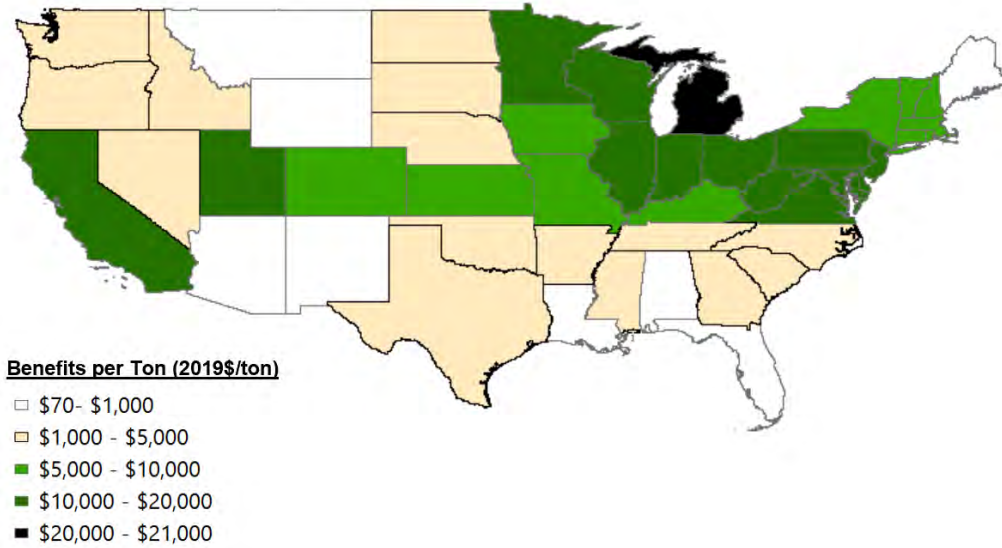 Benefits per Ton (2019$/ton)
$70- $1,000
$1,000 - $5,000
$5,000 - $10,000
$10,000 - $20,000
$20,000 - $21,000